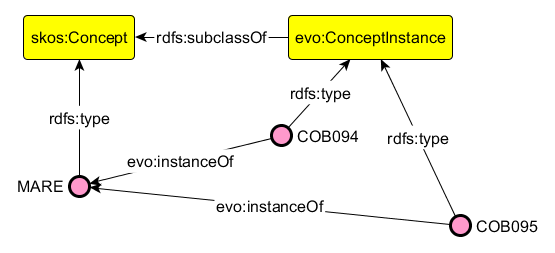 skos:Concept
rdfs:subclassOf
evo:ConceptInstance
rdfs:type
rdfs:type
COB094
rdfs:type
evo:instanceOf
MARE
evo:instanceOf
COB095